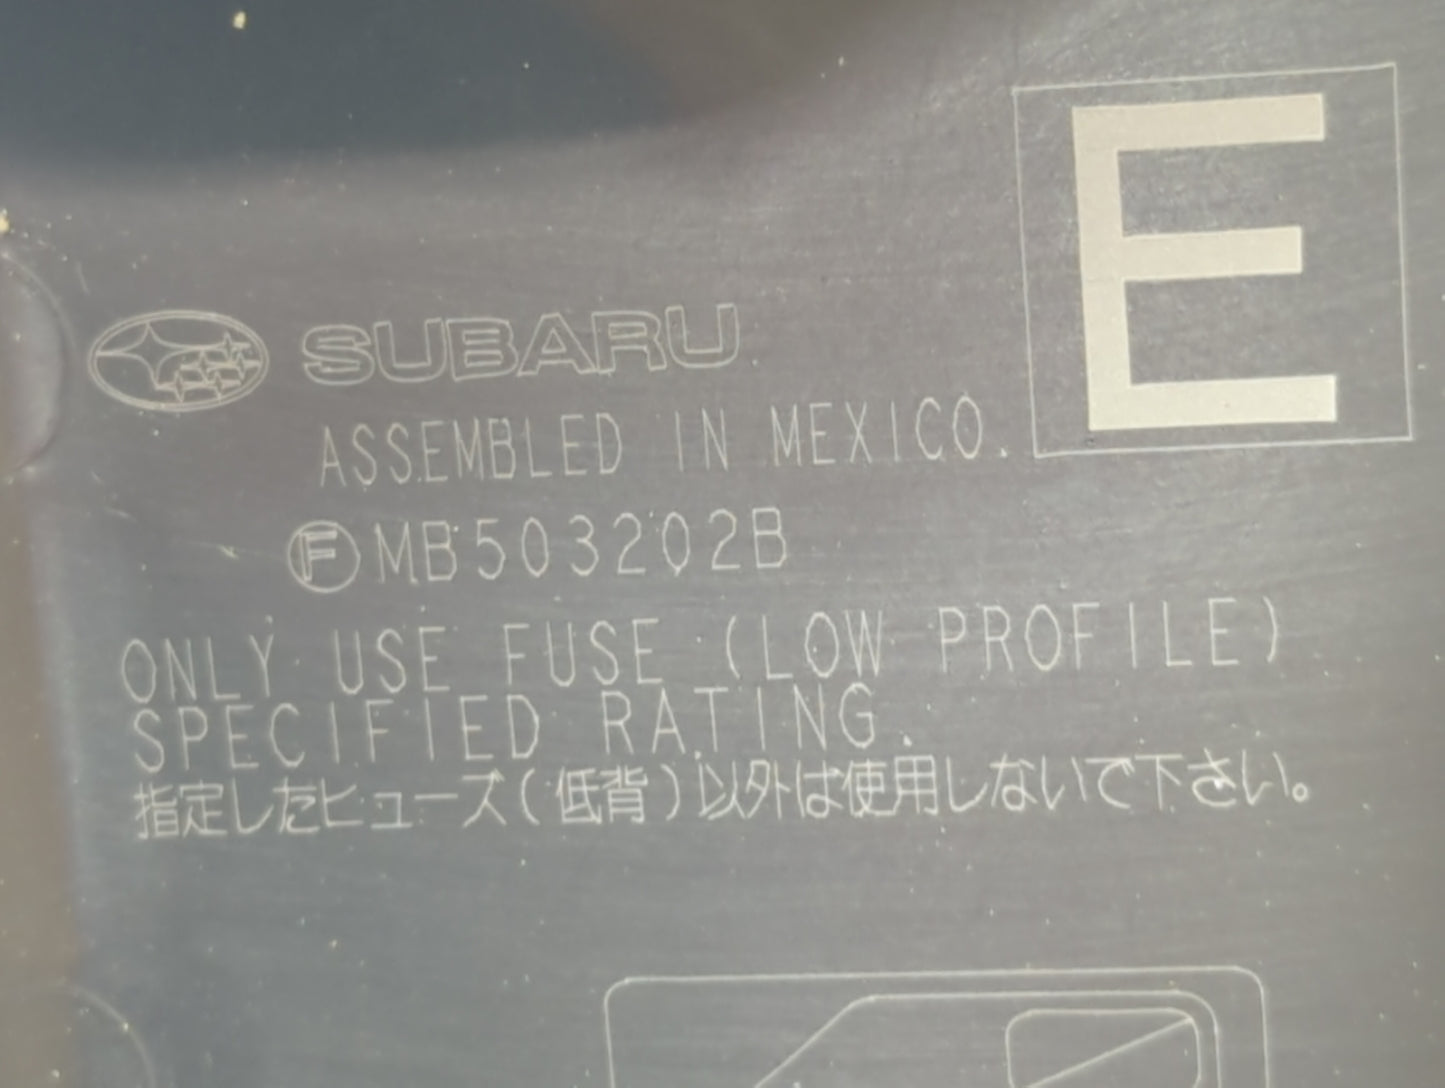 E
SUBARU
ASSEMBLED IN MEXICO.
Ⓕ MB503202B
ONLY USE FUSE (LOW PROFILE)
SPECIFIED RATING.
指定したヒューズ(低背)以外は使用しないで下さい。